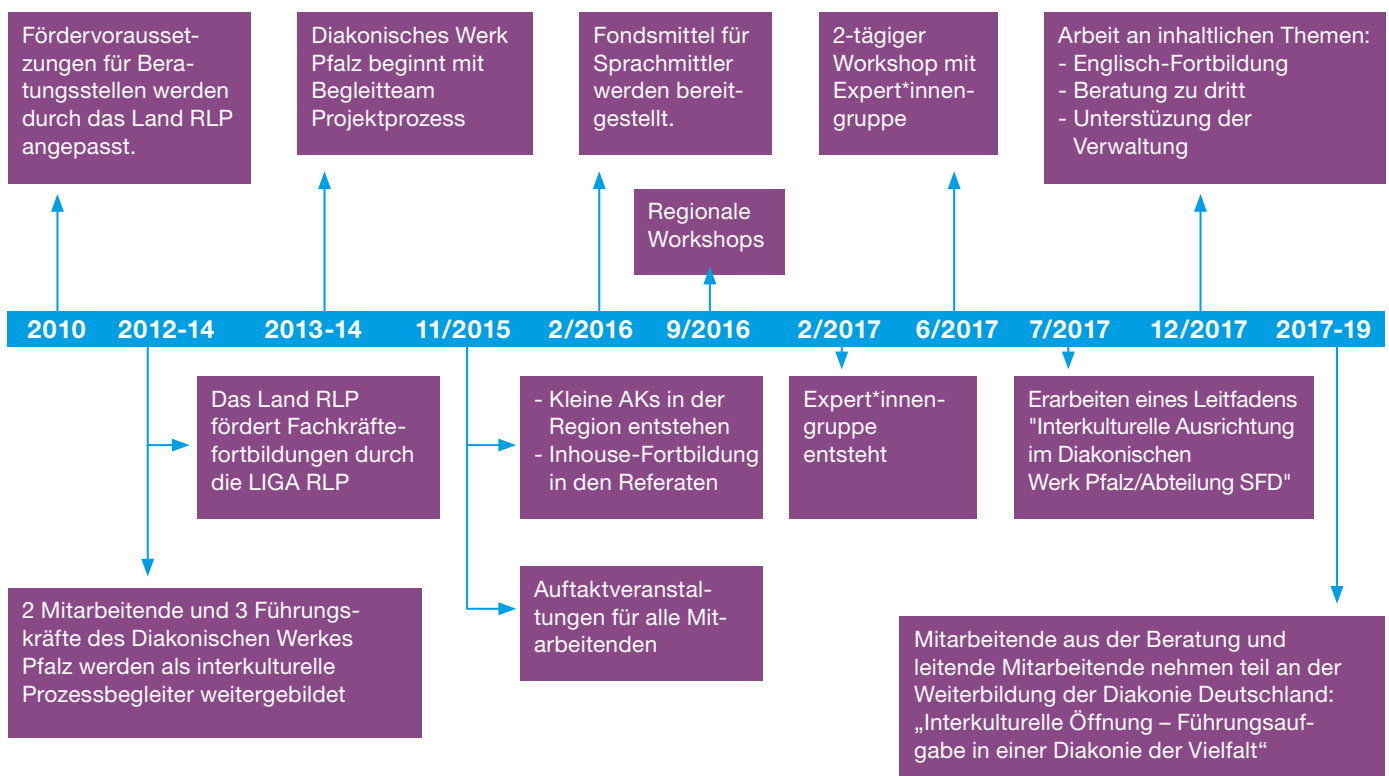 Fördervorausset-
zungen für Bera-
tungsstellen werden
durch das Land RLP
angepasst.
Diakonisches Werk
Pfalz beginnt mit
Begleitteam
Projektprozess
Fondsmittel für
Sprachmittler
werden bereit-
gestellt.
2-tägiger
Workshop mit
Expert*innen-
gruppe
Arbeit an inhaltlichen Themen:
- Englisch-Fortbildung
- Beratung zu dritt
- Unterstüzung der
Verwaltung
Regionale
Workshops
2010 2012-14 2013-14 11/2015 2/2016 9/2016 2/2017 6/2017 7/2017 12/2017 2017-19
Das Land RLP
fördert Fachkräfte-
fortbildungen durch
die LIGA RLP
- Kleine AKs in der
Region entstehen
- Inhouse-Fortbildung
in den Referaten
Expert*innen-
gruppe
entsteht
Erarbeiten eines Leitfadens
"Interkulturelle Ausrichtung
im Diakonischen
Werk Pfalz/Abteilung SFD"
2 Mitarbeitende und 3 Führungs-
kräfte des Diakonischen Werkes
Pfalz werden als interkulturelle
Prozessbegleiter weitergebildet
Auftaktveranstal-
tungen für alle Mit-
arbeitenden
Mitarbeitende aus der Beratung und
leitende Mitarbeitende nehmen teil an der
Weiterbildung der Diakonie Deutschland:
„Interkulturelle Öffnung – Führungsauf-
gabe in einer Diakonie der Vielfalt“